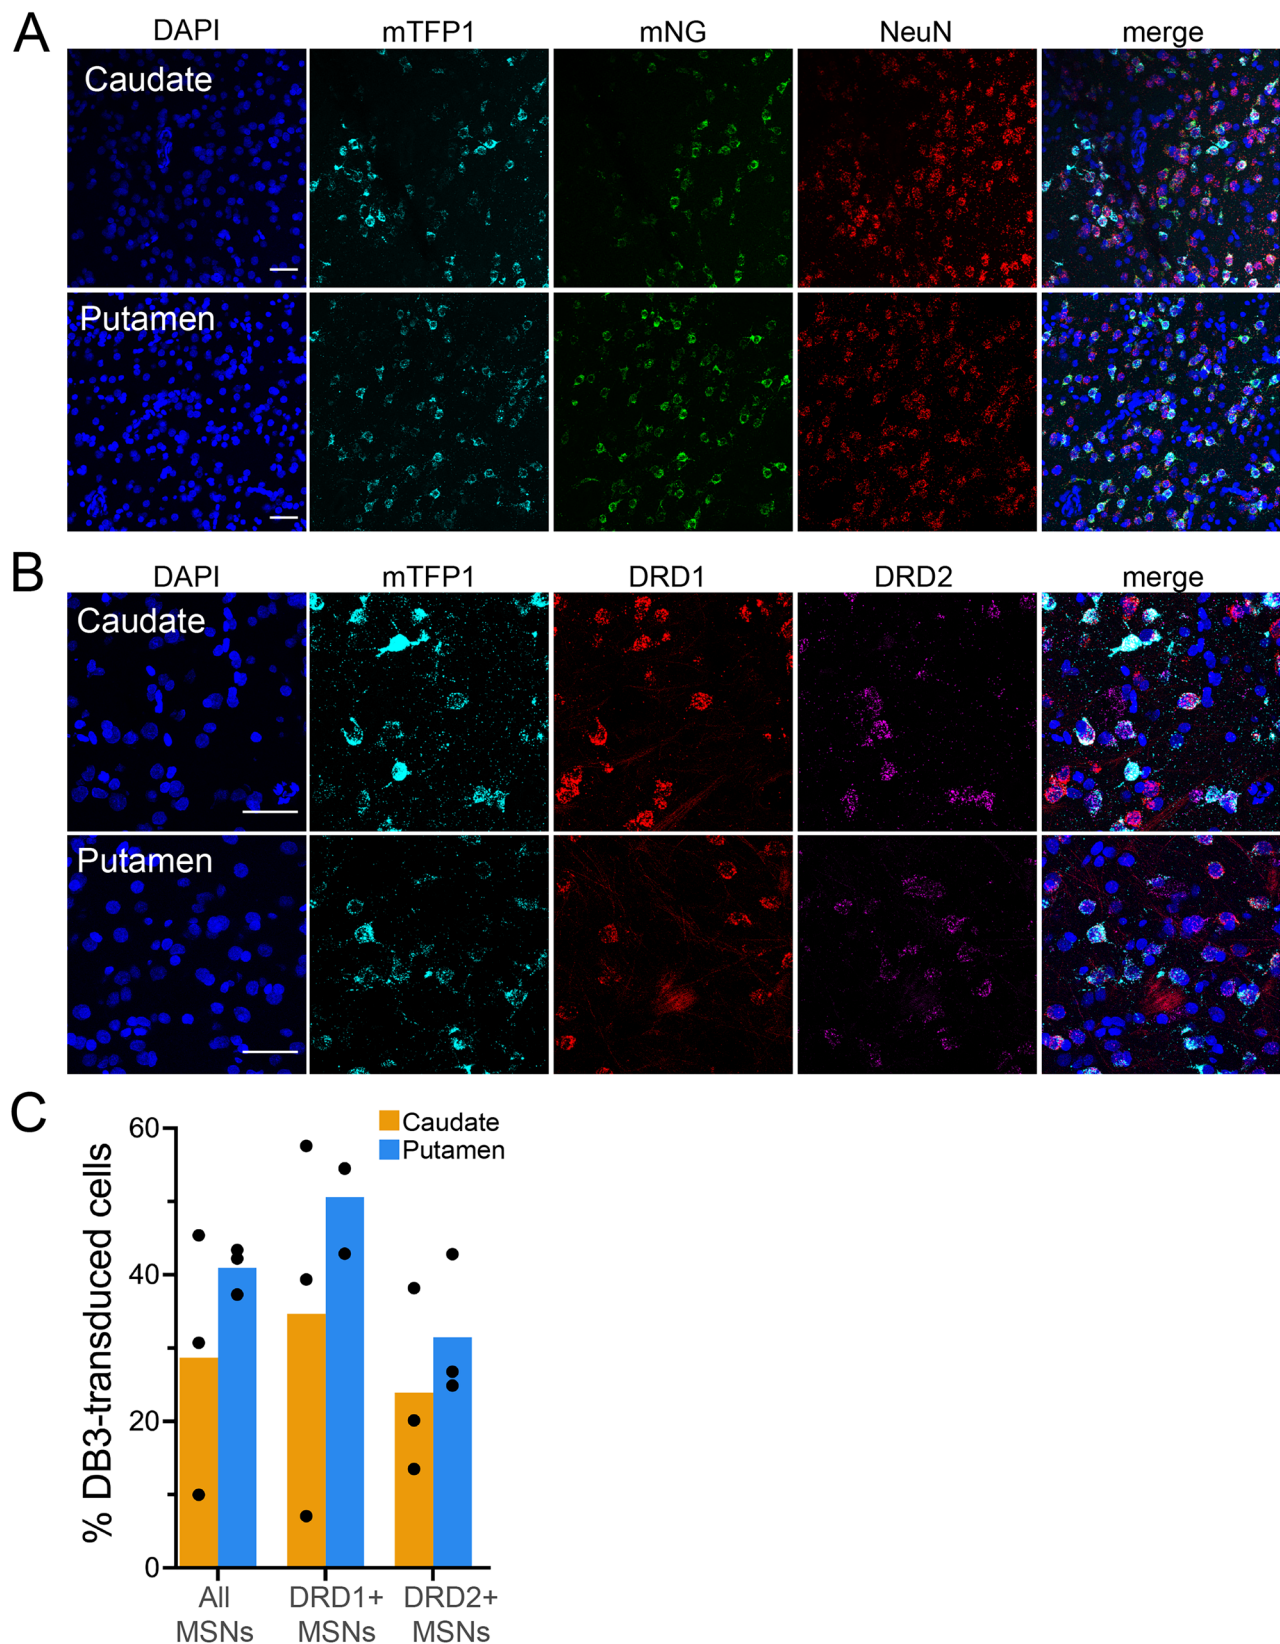 A
DAPI mTFP1 mNG NeuN merge
Caudate
Putamen
B
DAPI mTFP1 DRD1 DRD2 merge
Caudate
Putamen
C
Caudate
Putamen
% DB3-transduced cells
60
40
20
0
All MSNs
DRD1+ MSNs
DRD2+ MSNs